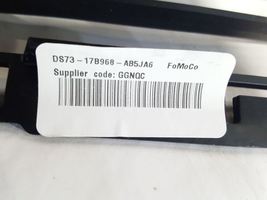 DS73-17B968-AB5JA6 FoMoCo
Supplier code: GGNQC